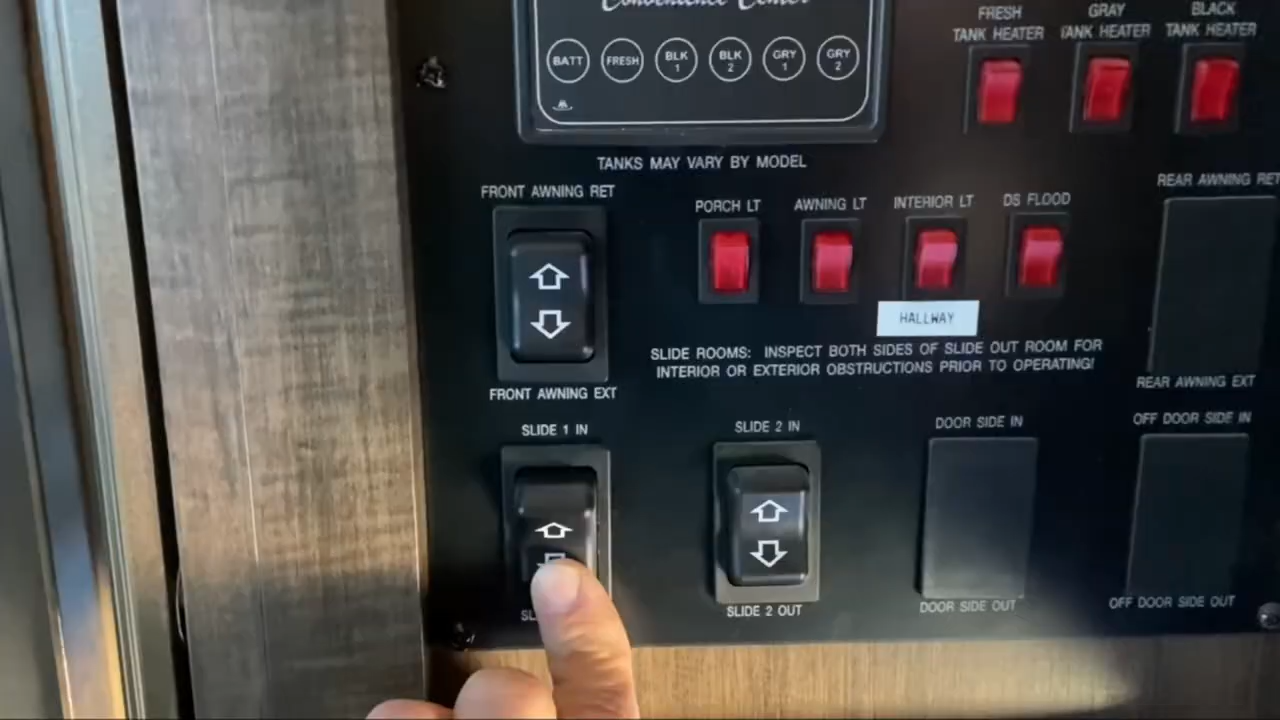 Convenience Center
BATT
FRESH
BLK
1
BLK
2
GRY
1
GRY
2
FRESH
TANK HEATER
GRAY
TANK HEATER
BLACK
TANK HEATER
TANKS MAY VARY BY MODEL
FRONT AWNING RET
PORCH LT
AWNING LT
INTERIOR LT
DS FLOOD
REAR AWNING RET
HALLWAY
SLIDE ROOMS: INSPECT BOTH SIDES OF SLIDE OUT ROOM FOR
INTERIOR OR EXTERIOR OBSTRUCTIONS PRIOR TO OPERATING!
FRONT AWNING EXT
REAR AWNING EXT
SLIDE 1 IN
SLIDE 2 IN
DOOR SIDE IN
OFF DOOR SIDE IN
SLIDE 2 OUT
DOOR SIDE OUT
OFF DOOR SIDE OUT